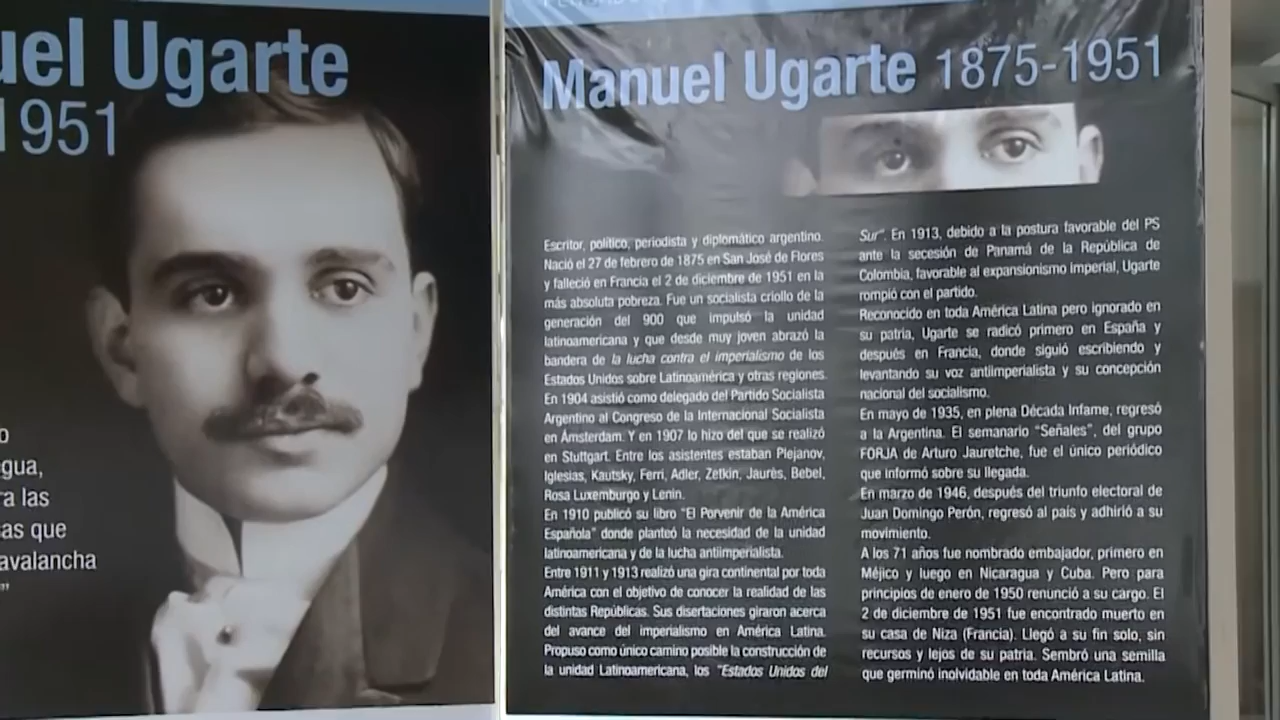 uel Ugarte
1951
o
gua,
ra las
as que
avalancha
”
Manuel Ugarte 1875-1951
Escritor, político, periodista y diplomático argentino.
Nació el 27 de febrero de 1875 en San José de Flores
y falleció en Francia el 2 de diciembre de 1951 en la
más absoluta pobreza. Fue un socialista criollo de la
generación del 900 que impulsó la unidad
latinoamericana y que desde muy joven abrazó la
bandera de la lucha contra el imperialismo de los
Estados Unidos sobre Latinoamérica y otras regiones.
En 1904 asistió como delegado del Partido Socialista
Argentino al Congreso de la Internacional Socialista
en Ámsterdam. Y en 1907 lo hizo del que se realizó
en Stuttgart. Entre los asistentes estaban Plejanov,
Iglesias, Kautsky, Ferri, Adler, Zetkin, Jaurès, Bebel,
Rosa Luxemburgo y Lenin.
En 1910 publicó su libro “El Porvenir de la América
Española” donde planteó la necesidad de la unidad
latinoamericana y de la lucha antiimperialista.
Entre 1911 y 1913 realizó una gira continental por toda
América con el objetivo de conocer la realidad de las
distintas Repúblicas. Sus disertaciones giraron acerca
del avance del imperialismo en América Latina.
Propuso como único camino posible la construcción de
la unidad Latinoamericana, los “Estados Unidos del
Sur”. En 1913, debido a la postura favorable del PS
ante la secesión de Panamá de la República de
Colombia, favorable al expansionismo imperial, Ugarte
rompió con el partido.
Reconocido en toda América Latina pero ignorado en
su patria, Ugarte se radicó primero en España y
después en Francia, donde siguió escribiendo y
levantando su voz antiimperialista y su concepción
nacional del socialismo.
En mayo de 1935, en plena Década Infame, regresó
a la Argentina. El semanario “Señales”, del grupo
FORJA de Arturo Jauretche, fue el único periódico
que informó sobre su llegada.
En marzo de 1946, después del triunfo electoral de
Juan Domingo Perón, regresó al país y adhirió a su
movimiento.
A los 71 años fue nombrado embajador, primero en
Méjico y luego en Nicaragua y Cuba. Pero para
principios de enero de 1950 renunció a su cargo. El
2 de diciembre de 1951 fue encontrado muerto en
su casa de Niza (Francia). Llegó a su fin solo, sin
recursos y lejos de su patria. Sembró una semilla
que germinó inolvidable en toda América Latina.